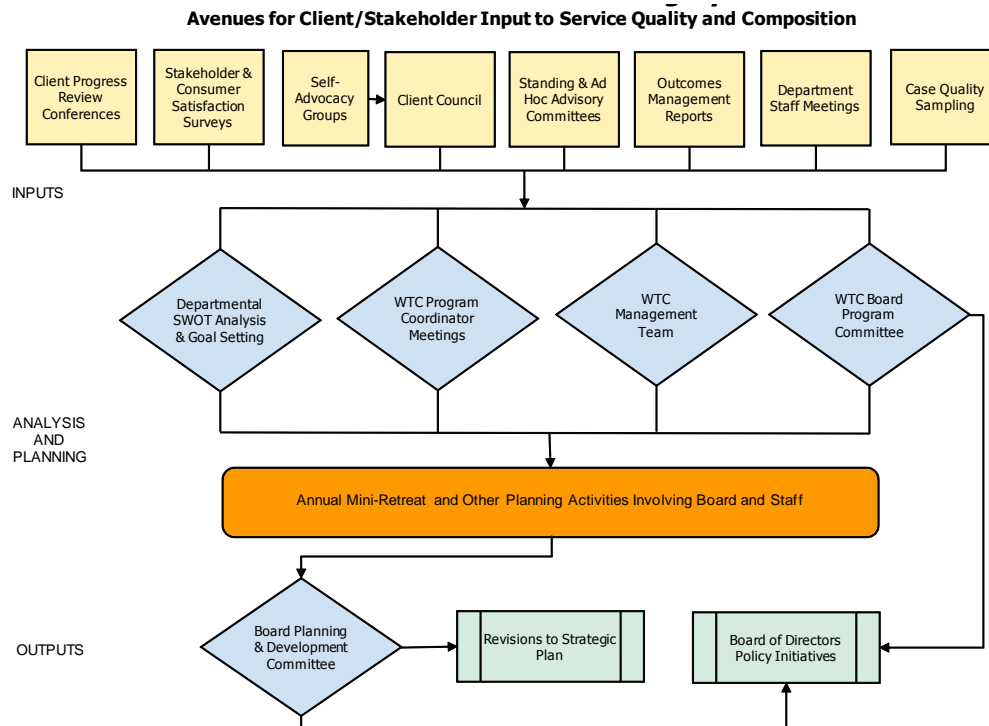 Avenues for Client/Stakeholder Input to Service Quality and Composition
Client Progress
Review
Conferences
Stakeholder &
Consumer
Satisfaction
Surveys
Self-
Advocacy
Groups
Client Council
Standing & Ad
Hoc Advisory
Committees
Outcomes
Management
Reports
Department
Staff Meetings
Case Quality
Sampling
INPUTS
Departmental
SWOT Analysis
& Goal Setting
WTC Program
Coordinator
Meetings
WTC
Management
Team
WTC Board
Program
Committee
ANALYSIS
AND
PLANNING
Annual Mini-Retreat and Other Planning Activities Involving Board and Staff
OUTPUTS
Board Planning
& Development
Committee
Revisions to Strategic
Plan
Board of Directors
Policy Initiatives